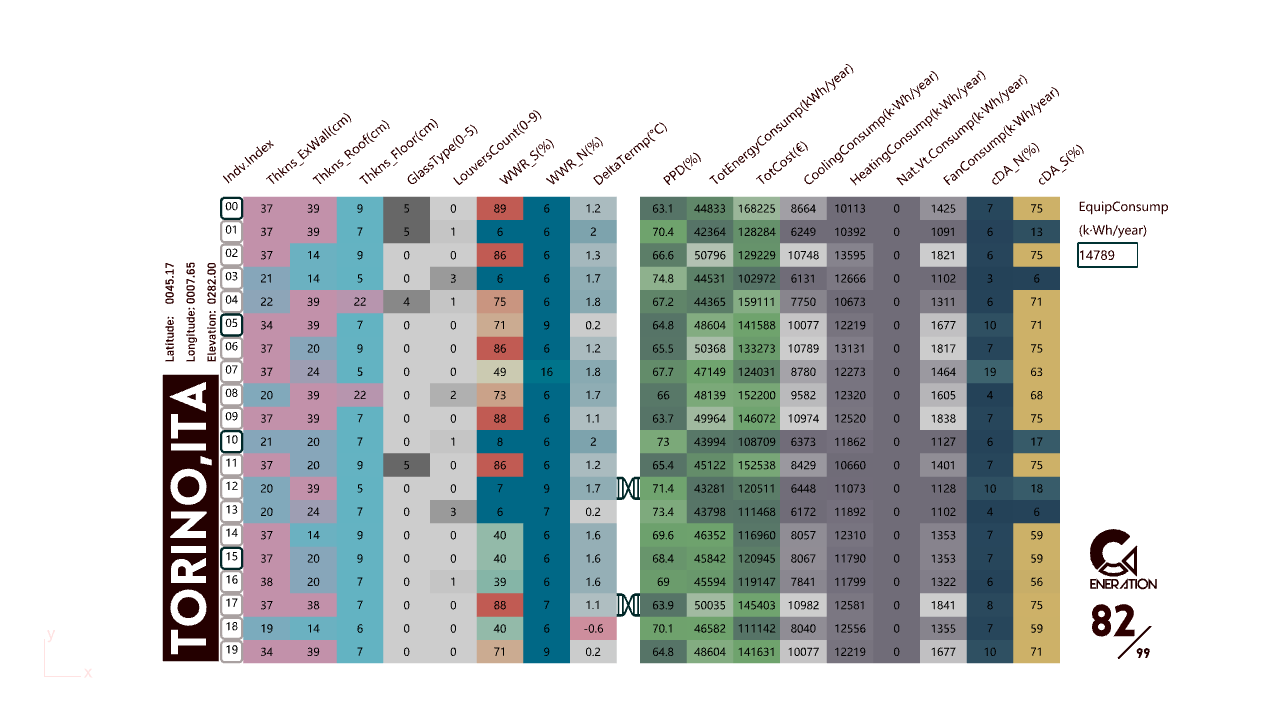 Indv.Index Thkns_ExWall(cm) Thkns_Roof(cm) Thkns_Floor(cm) GlassType(0-5) LouversCount(0-9) WWR_S(%) WWR_N(%) DeltaTermp(°C) PPD(%) TotEnergyConsump(kWh/year) TotCost(€) CoolingConsump(k·Wh/year) HeatingConsump(k·Wh/year) Nat.Vt.Consump(k·Wh/year) FanConsump(k·Wh/year) cDA_N(%) cDA_S(%)
00 37 39 9 5 0 89 6 1.2 63.1 44833 168225 8664 10113 0 1425 7 75
01 37 39 7 5 1 6 6 2 70.4 42364 128284 6249 10392 0 1091 6 13
02 37 14 9 0 0 86 6 1.3 66.6 50796 129229 10748 13595 0 1821 6 75
03 21 14 5 0 3 6 6 1.7 74.8 44531 102972 6131 12666 0 1102 3 6
04 22 39 22 4 1 75 6 1.8 67.2 44365 159111 7750 10673 0 1311 6 71
05 34 39 7 0 0 71 9 0.2 64.8 48604 141588 10077 12219 0 1677 10 71
06 37 20 9 0 0 86 6 1.2 65.5 50368 133273 10789 13131 0 1817 7 75
07 37 24 5 0 0 49 16 1.8 67.7 47149 124031 8780 12273 0 1464 19 63
08 20 39 22 0 2 73 6 1.7 66 48139 152200 9582 12320 0 1605 4 68
09 37 39 7 0 0 88 6 1.1 63.7 49964 146072 10974 12520 0 1838 7 75
10 21 20 7 0 1 8 6 2 73 43994 108709 6373 11862 0 1127 6 17
11 37 20 9 5 0 86 6 1.2 65.4 45122 152538 8429 10660 0 1401 7 75
12 20 39 5 0 0 7 9 1.7 71.4 43281 120511 6448 11073 0 1128 10 18
13 20 24 7 0 3 6 7 0.2 73.4 43798 111468 6172 11892 0 1102 4 6
14 37 14 9 0 0 40 6 1.6 69.6 46352 116960 8057 12310 0 1353 7 59
15 37 20 9 0 0 40 6 1.6 68.4 45842 120945 8067 11790 0 1353 7 59
16 38 20 7 0 1 39 6 1.6 69 45594 119147 7841 11799 0 1322 6 56
17 37 38 7 0 0 88 7 1.1 63.9 50035 145403 10982 12581 0 1841 8 75
18 19 14 6 0 0 40 6 -0.6 70.1 46582 111142 8040 12556 0 1355 7 59
19 34 39 7 0 0 71 9 0.2 64.8 48604 141631 10077 12219 0 1677 10 71
EquipConsump
(k·Wh/year)
14789
Latitude: 0045.17
Longitude: 0007.65
Elevation: 0282.00
TORINO,ITA
GENERATION
82/99
y
x